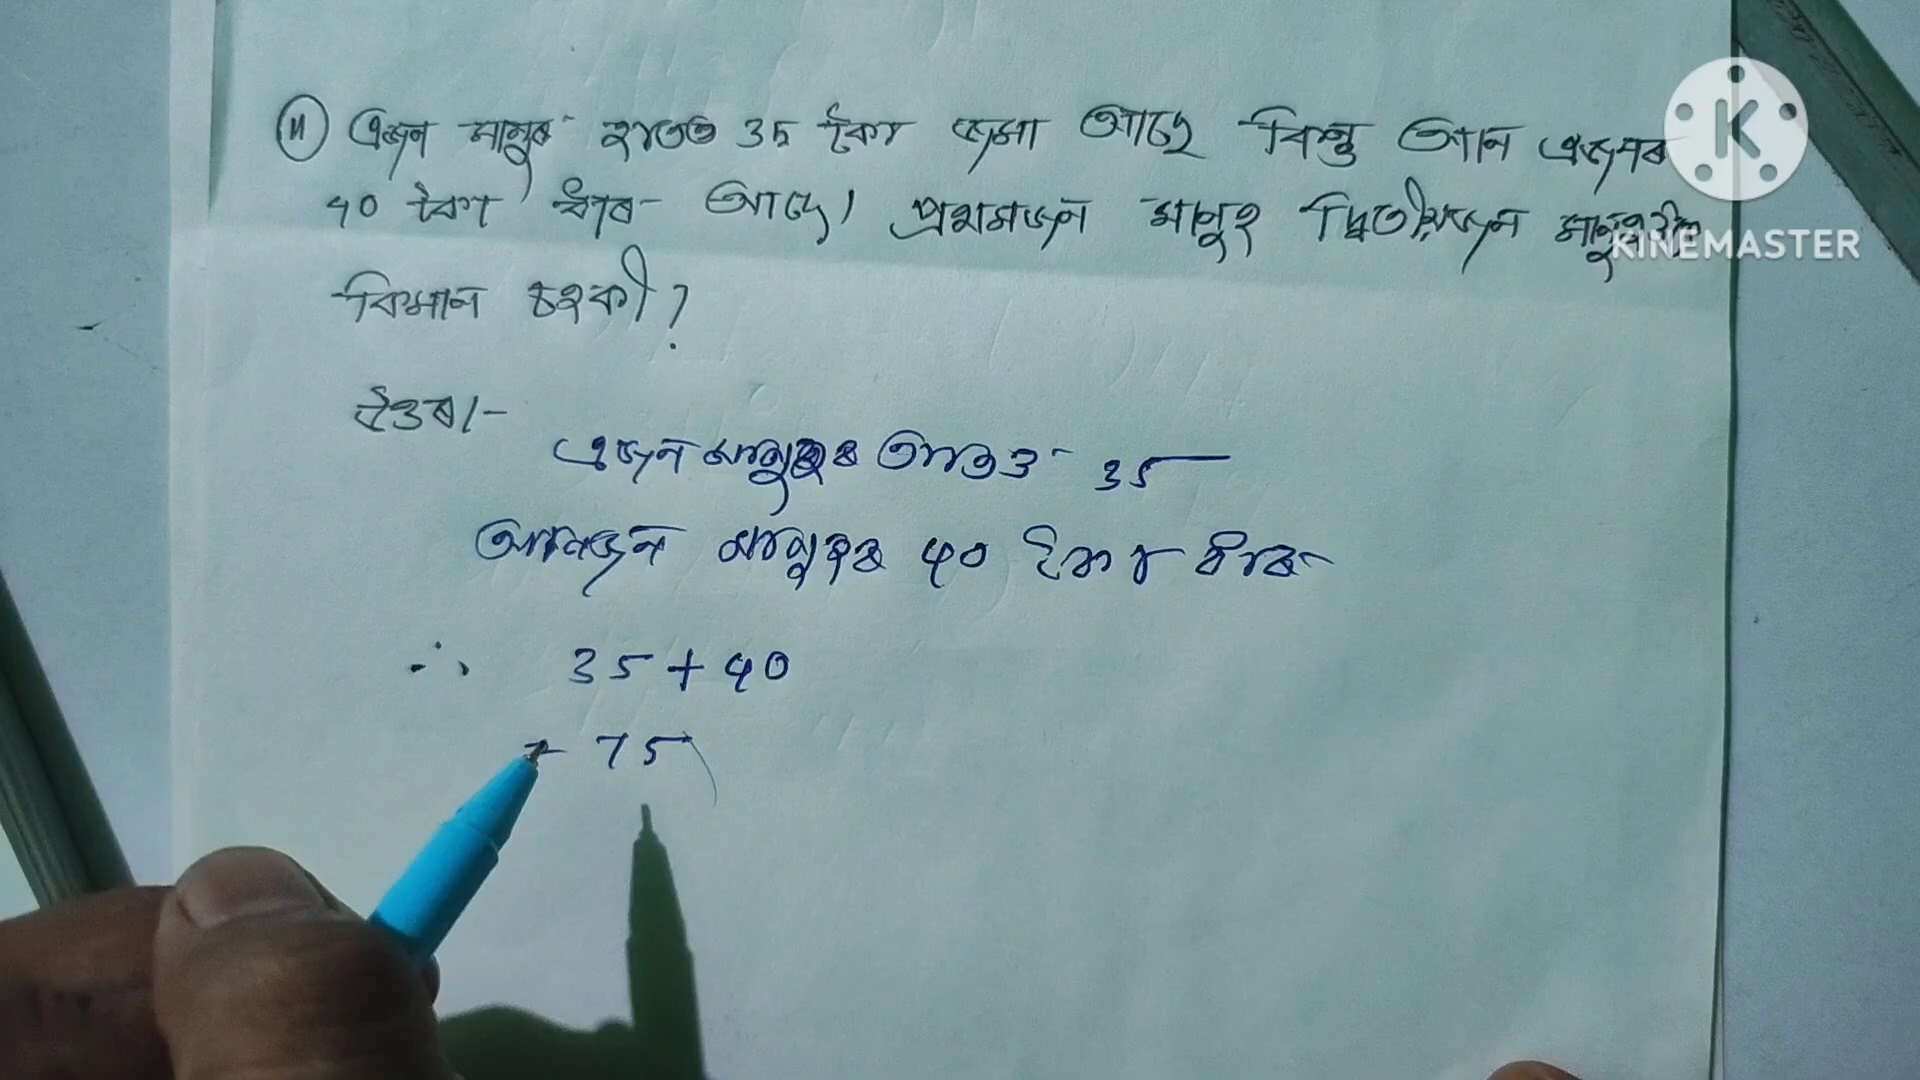 (11) এজন মানুহৰ হাতত 35 টকা জমা আছে কিন্তু আন এজনৰ
40 টকা ধাৰ আছে। প্ৰথমজন মানুহ দ্বিতীয়জন
কিমান চহকী?
উত্তৰঃ-
এজন মানুহৰ হাতত 35
আনজন মানুহৰ 40 টকা ধাৰ
∴ 35 + 40
= 75
K
KINEMASTER